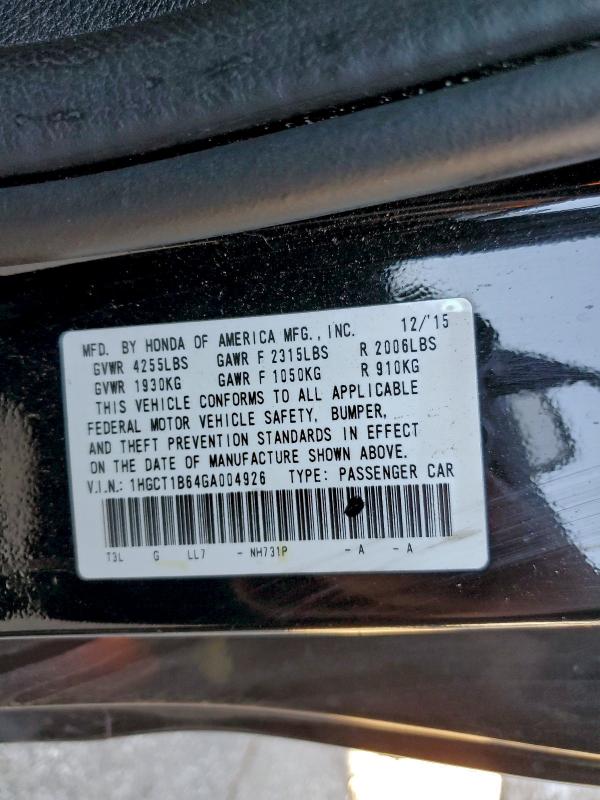 MFD. BY HONDA OF AMERICA MFG., INC. 12/'15
GVWR 4255LBS GAWR F 2315LBS R 2006LBS
GVWR 1930KG GAWR F 1050KG R 910KG
THIS VEHICLE CONFORMS TO ALL APPLICABLE
FEDERAL MOTOR VEHICLE SAFETY, BUMPER,
AND THEFT PREVENTION STANDARDS IN EFFECT
ON THE DATE OF MANUFACTURE SHOWN ABOVE.
V.I.N.: 1HGCT1B64GA004926 TYPE: PASSENGER CAR
T3L G LL7 - NH731P - A - A